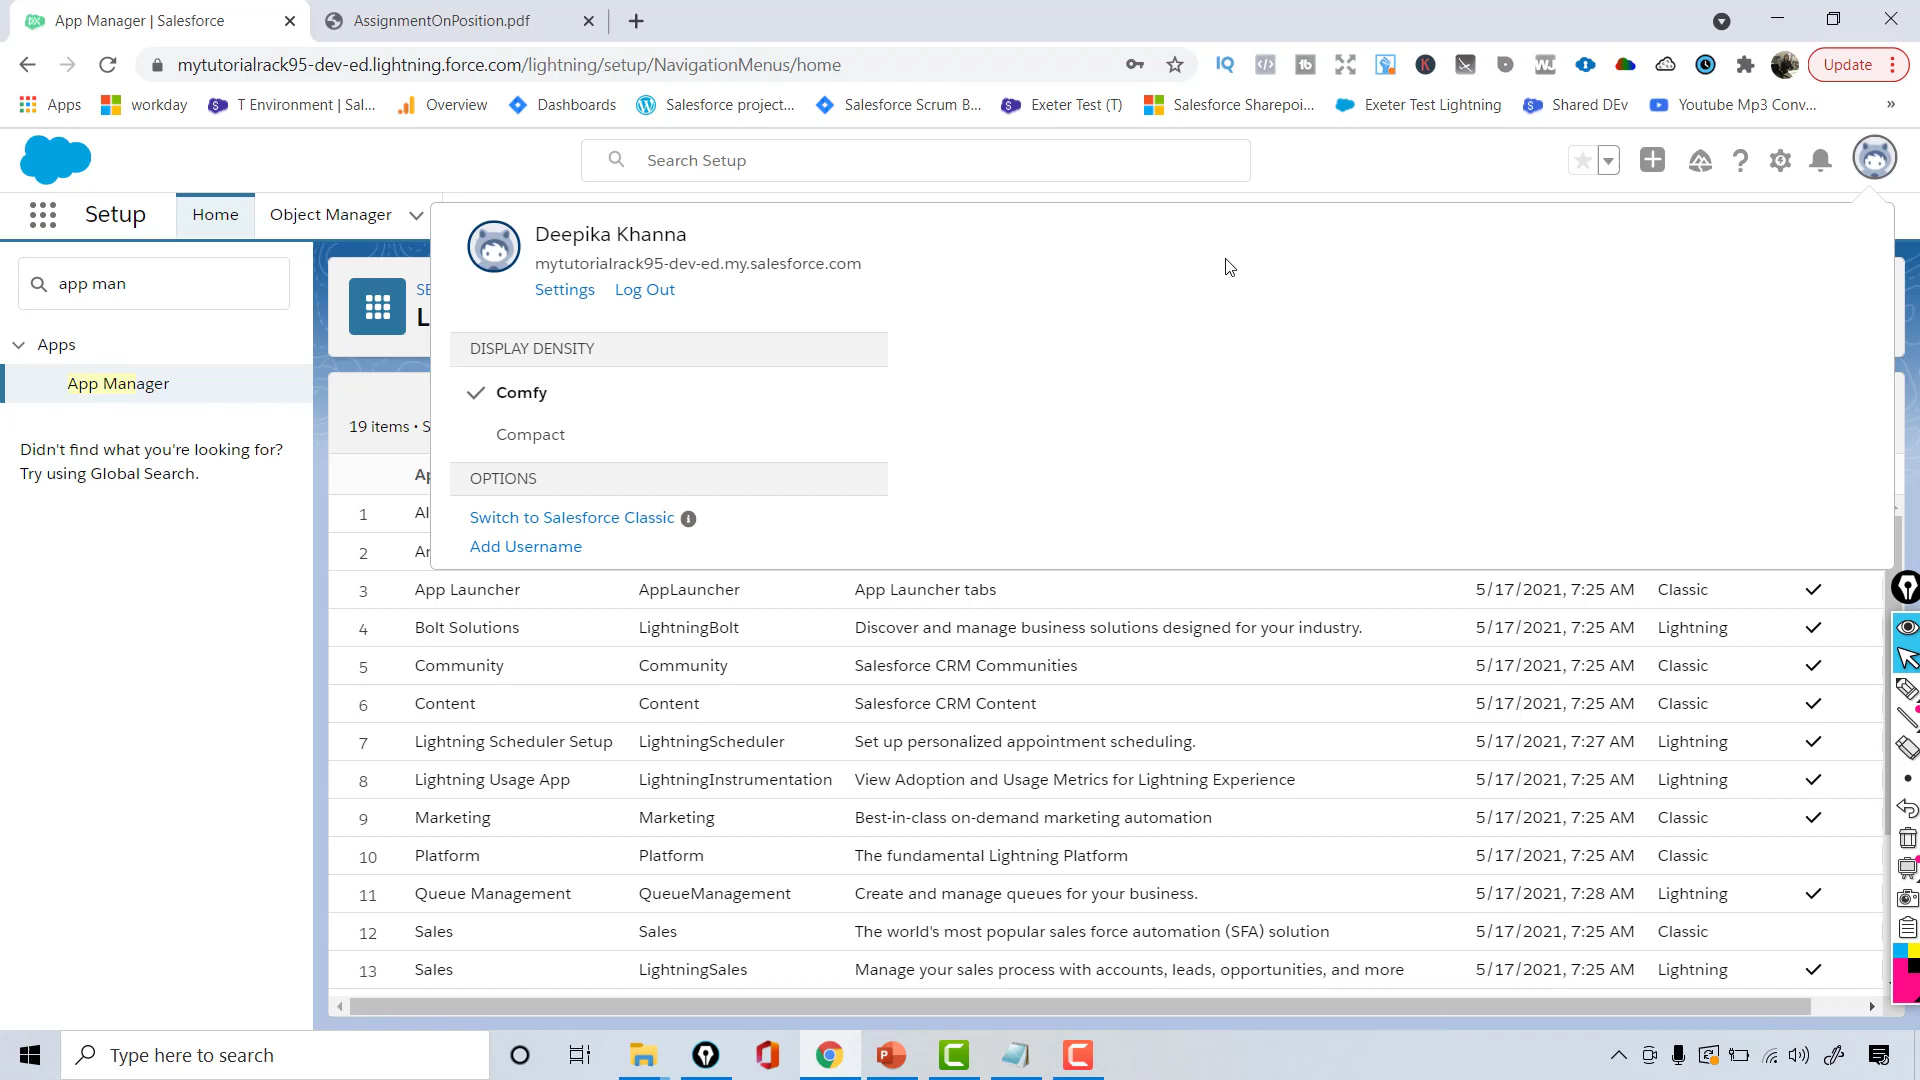 App Manager | Salesforce
AssignmentOnPosition.pdf
mytutorialrack95-dev-ed.lightning.force.com/lightning/setup/NavigationMenus/home
IQ
tb
K
WJ
Update
Apps
workday
T Environment | Sal...
Overview
Dashboards
Salesforce project...
Salesforce Scrum B...
Exeter Test (T)
Salesforce Sharepoi...
Exeter Test Lightning
Shared DEv
Youtube Mp3 Conv...
»
Search Setup
Setup
Home
Object Manager
Deepika Khanna
mytutorialrack95-dev-ed.my.salesforce.com
Settings Log Out
DISPLAY DENSITY
Comfy
Compact
OPTIONS
Switch to Salesforce Classic
Add Username
app man
Apps
App Manager
Didn't find what you're looking for?
Try using Global Search.
SE
L
19 items • S
Ap
1 Al
2 Ar
3 App Launcher AppLauncher App Launcher tabs 5/17/2021, 7:25 AM Classic
4 Bolt Solutions LightningBolt Discover and manage business solutions designed for your industry. 5/17/2021, 7:25 AM Lightning
5 Community Community Salesforce CRM Communities 5/17/2021, 7:25 AM Classic
6 Content Content Salesforce CRM Content 5/17/2021, 7:25 AM Classic
7 Lightning Scheduler Setup LightningScheduler Set up personalized appointment scheduling. 5/17/2021, 7:27 AM Lightning
8 Lightning Usage App LightningInstrumentation View Adoption and Usage Metrics for Lightning Experience 5/17/2021, 7:25 AM Lightning
9 Marketing Marketing Best-in-class on-demand marketing automation 5/17/2021, 7:25 AM Classic
10 Platform Platform The fundamental Lightning Platform 5/17/2021, 7:25 AM Classic
11 Queue Management QueueManagement Create and manage queues for your business. 5/17/2021, 7:28 AM Lightning
12 Sales Sales The world's most popular sales force automation (SFA) solution 5/17/2021, 7:25 AM Classic
13 Sales LightningSales Manage your sales process with accounts, leads, opportunities, and more 5/17/2021, 7:25 AM Lightning
Type here to search